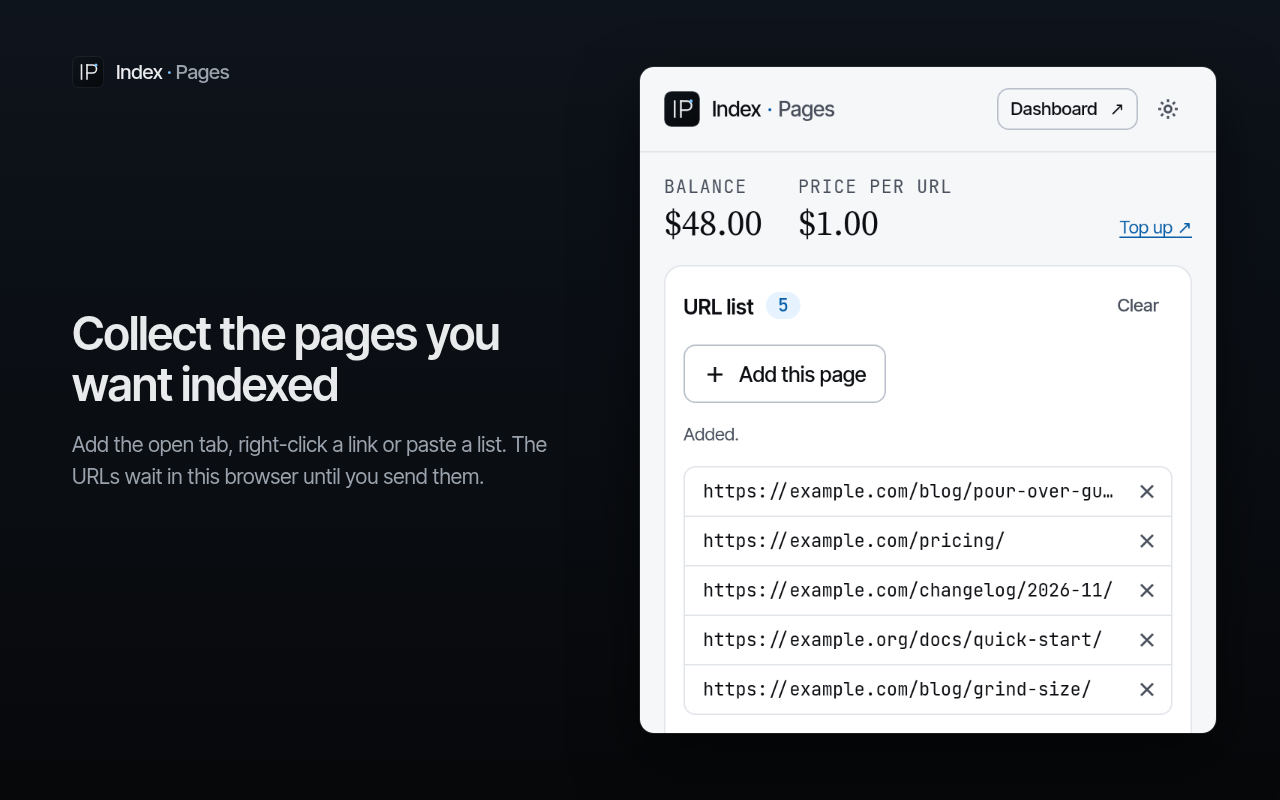 Index · Pages
Collect the pages you
want indexed
Add the open tab, right-click a link or paste a list. The
URLs wait in this browser until you send them.
Index · Pages
Dashboard ↗
BALANCE
$48.00
PRICE PER URL
$1.00
Top up ↗
URL list 5
Clear
+ Add this page
Added.
https://example.com/blog/pour-over-gu…
https://example.com/pricing/
https://example.com/changelog/2026-11/
https://example.org/docs/quick-start/
https://example.com/blog/grind-size/